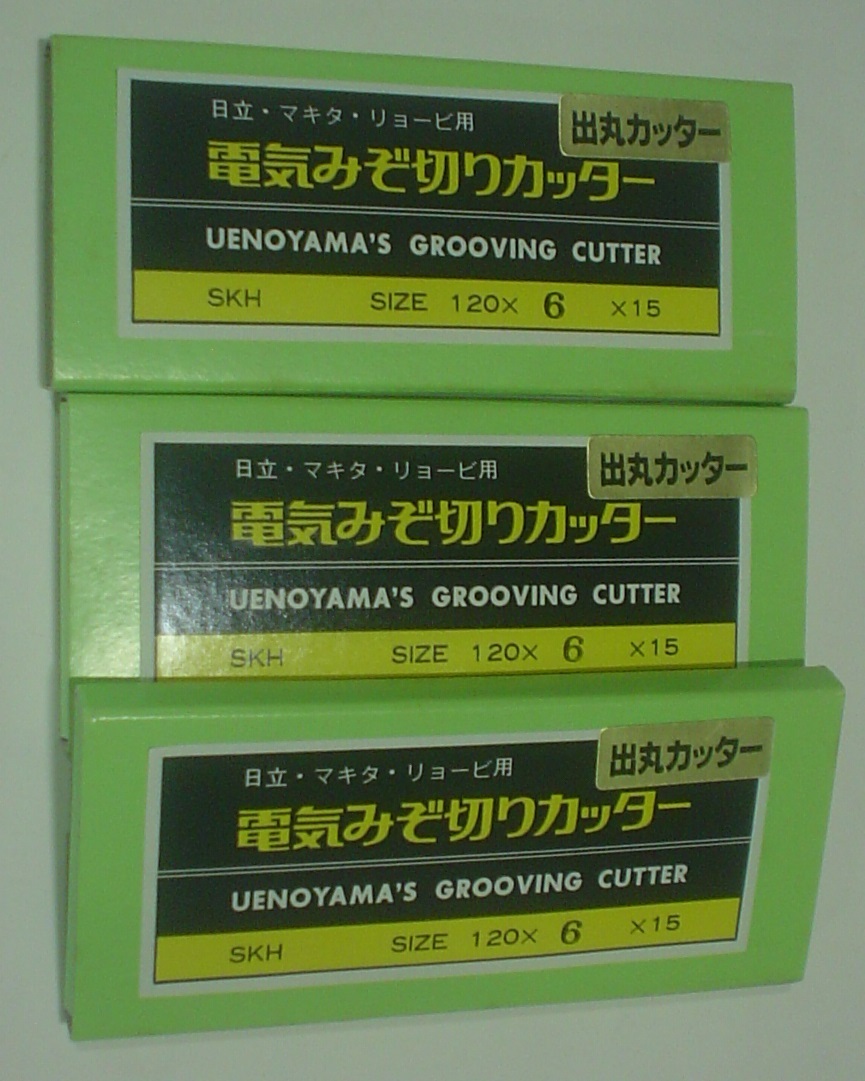 日立・マキタ・リョービ用
出丸カッター
電気みぞ切りカッター
UENOYAMA'S GROOVING CUTTER
SKH SIZE 120× 6 ×15
日立・マキタ・リョービ用
出丸カッター
電気みぞ切りカッター
UENOYAMA'S GROOVING CUTTER
SKH SIZE 120× 6 ×15
日立・マキタ・リョービ用
出丸カッター
電気みぞ切りカッター
UENOYAMA'S GROOVING CUTTER
SKH SIZE 120× 6 ×15